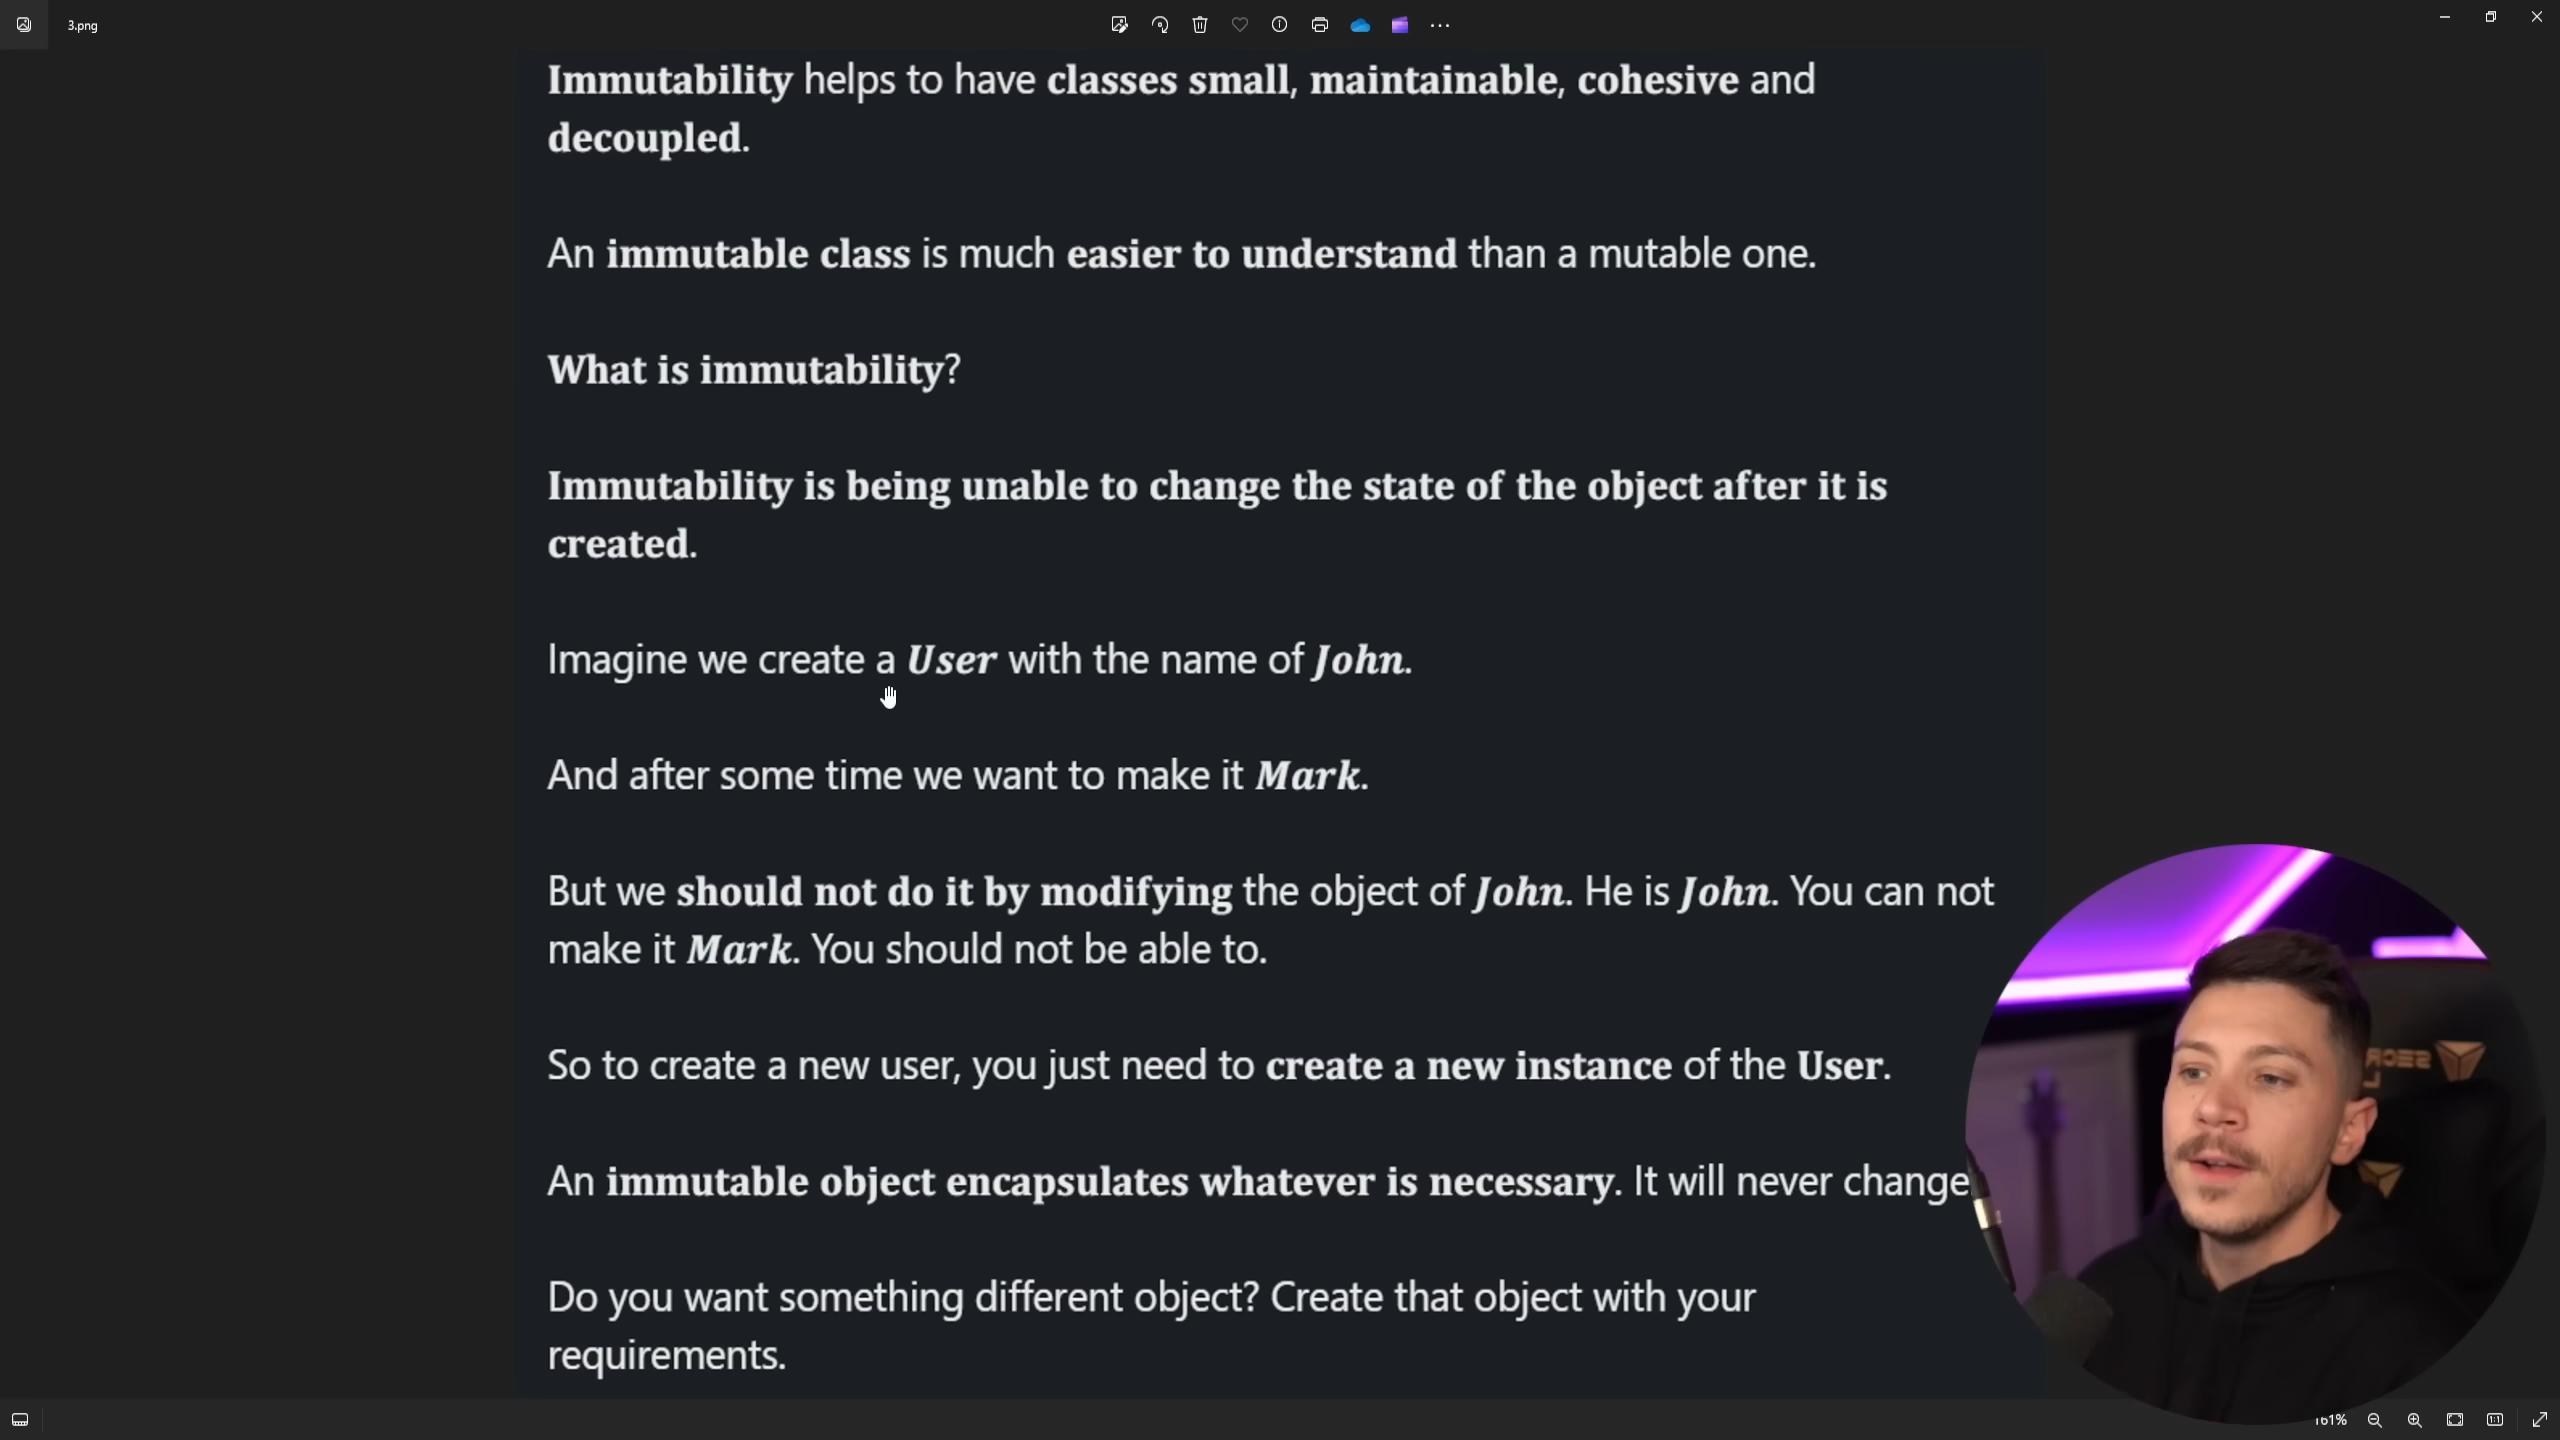 3.png
Immutability helps to have classes small, maintainable, cohesive and
decoupled.
An immutable class is much easier to understand than a mutable one.
What is immutability?
Immutability is being unable to change the state of the object after it is
created.
Imagine we create a User with the name of John.
And after some time we want to make it Mark.
But we should not do it by modifying the object of John. He is John. You can not
make it Mark. You should not be able to.
So to create a new user, you just need to create a new instance of the User.
An immutable object encapsulates whatever is necessary. It will never change
Do you want something different object? Create that object with your
requirements.
161%